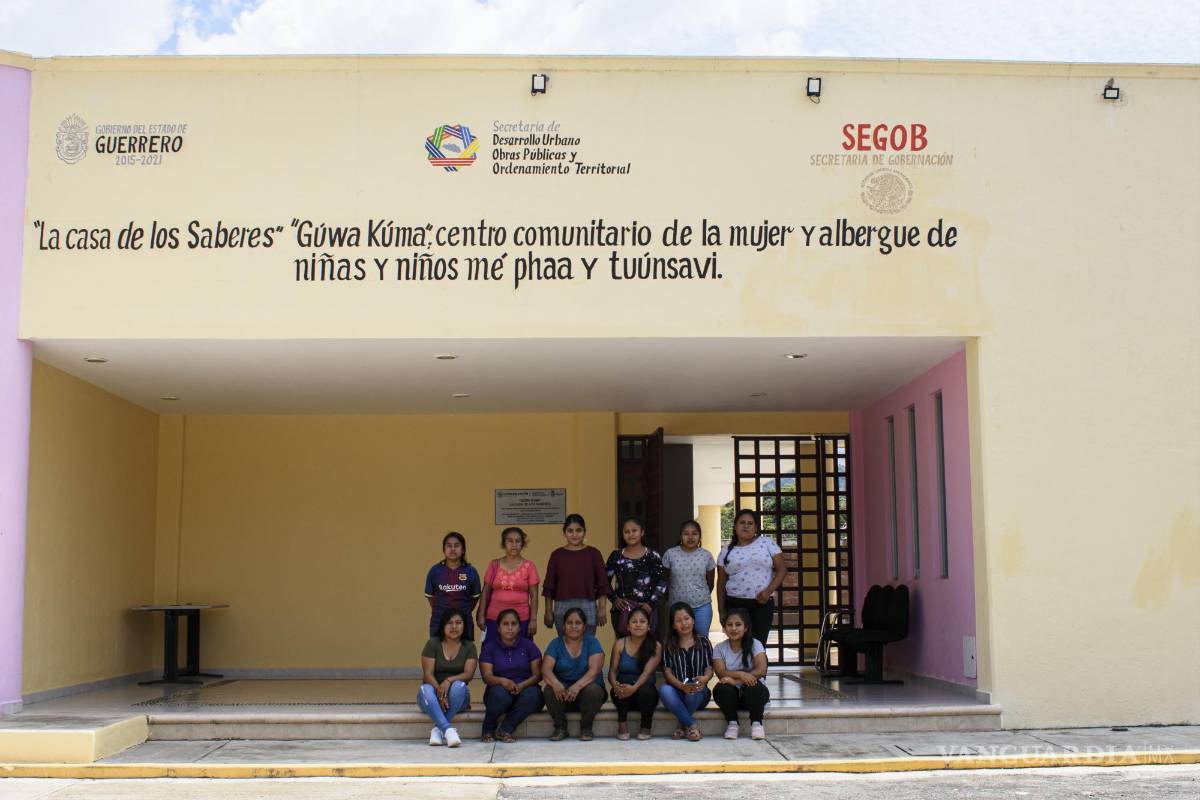 GOBIERNO DEL ESTADO DE
GUERRERO
2015-2021
Secretaría de
Desarrollo Urbano
Obras Públicas y
Ordenamiento Territorial
SEGOB
SECRETARIA DE GOBERNACIÓN
"La casa de los Saberes" "Gúwa Kúma", centro comunitario de la mujer y albergue de
niñas y niños mé phaa y tuúnsavi.
Rakuten
VANGUARDIA MX